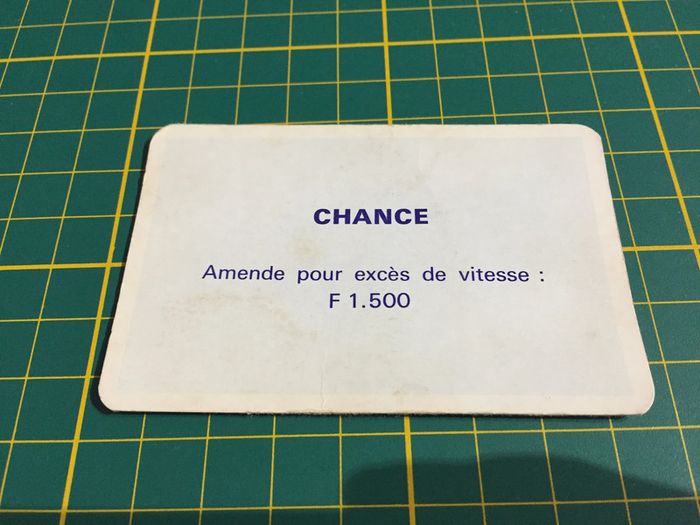 CHANCE
Amende pour excès de vitesse :
F 1.500